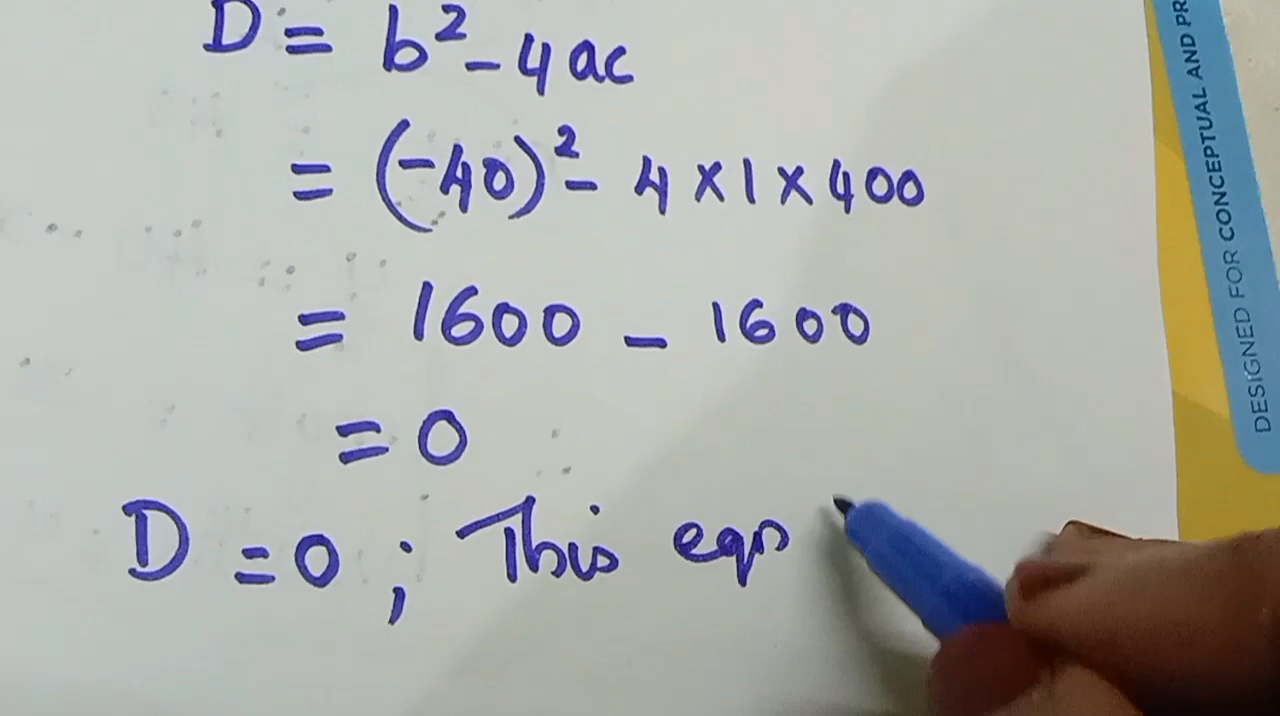 D = b² - 4ac
= (-40)² - 4 × 1 × 400
= 1600 - 1600
= 0
D = 0 ; This eqn
DESIGNED FOR CONCEPTUAL AND PR